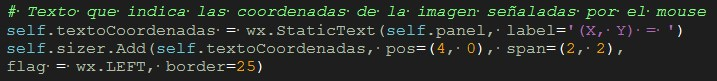 # Texto que indica las coordenadas de la imagen señaladas por el mouse
self.textoCoordenadas = wx.StaticText(self.panel, label='(X, Y) = ')
self.sizer.Add(self.textoCoordenadas, pos=(4, 0), span=(2, 2),
flag = wx.LEFT, border=25)